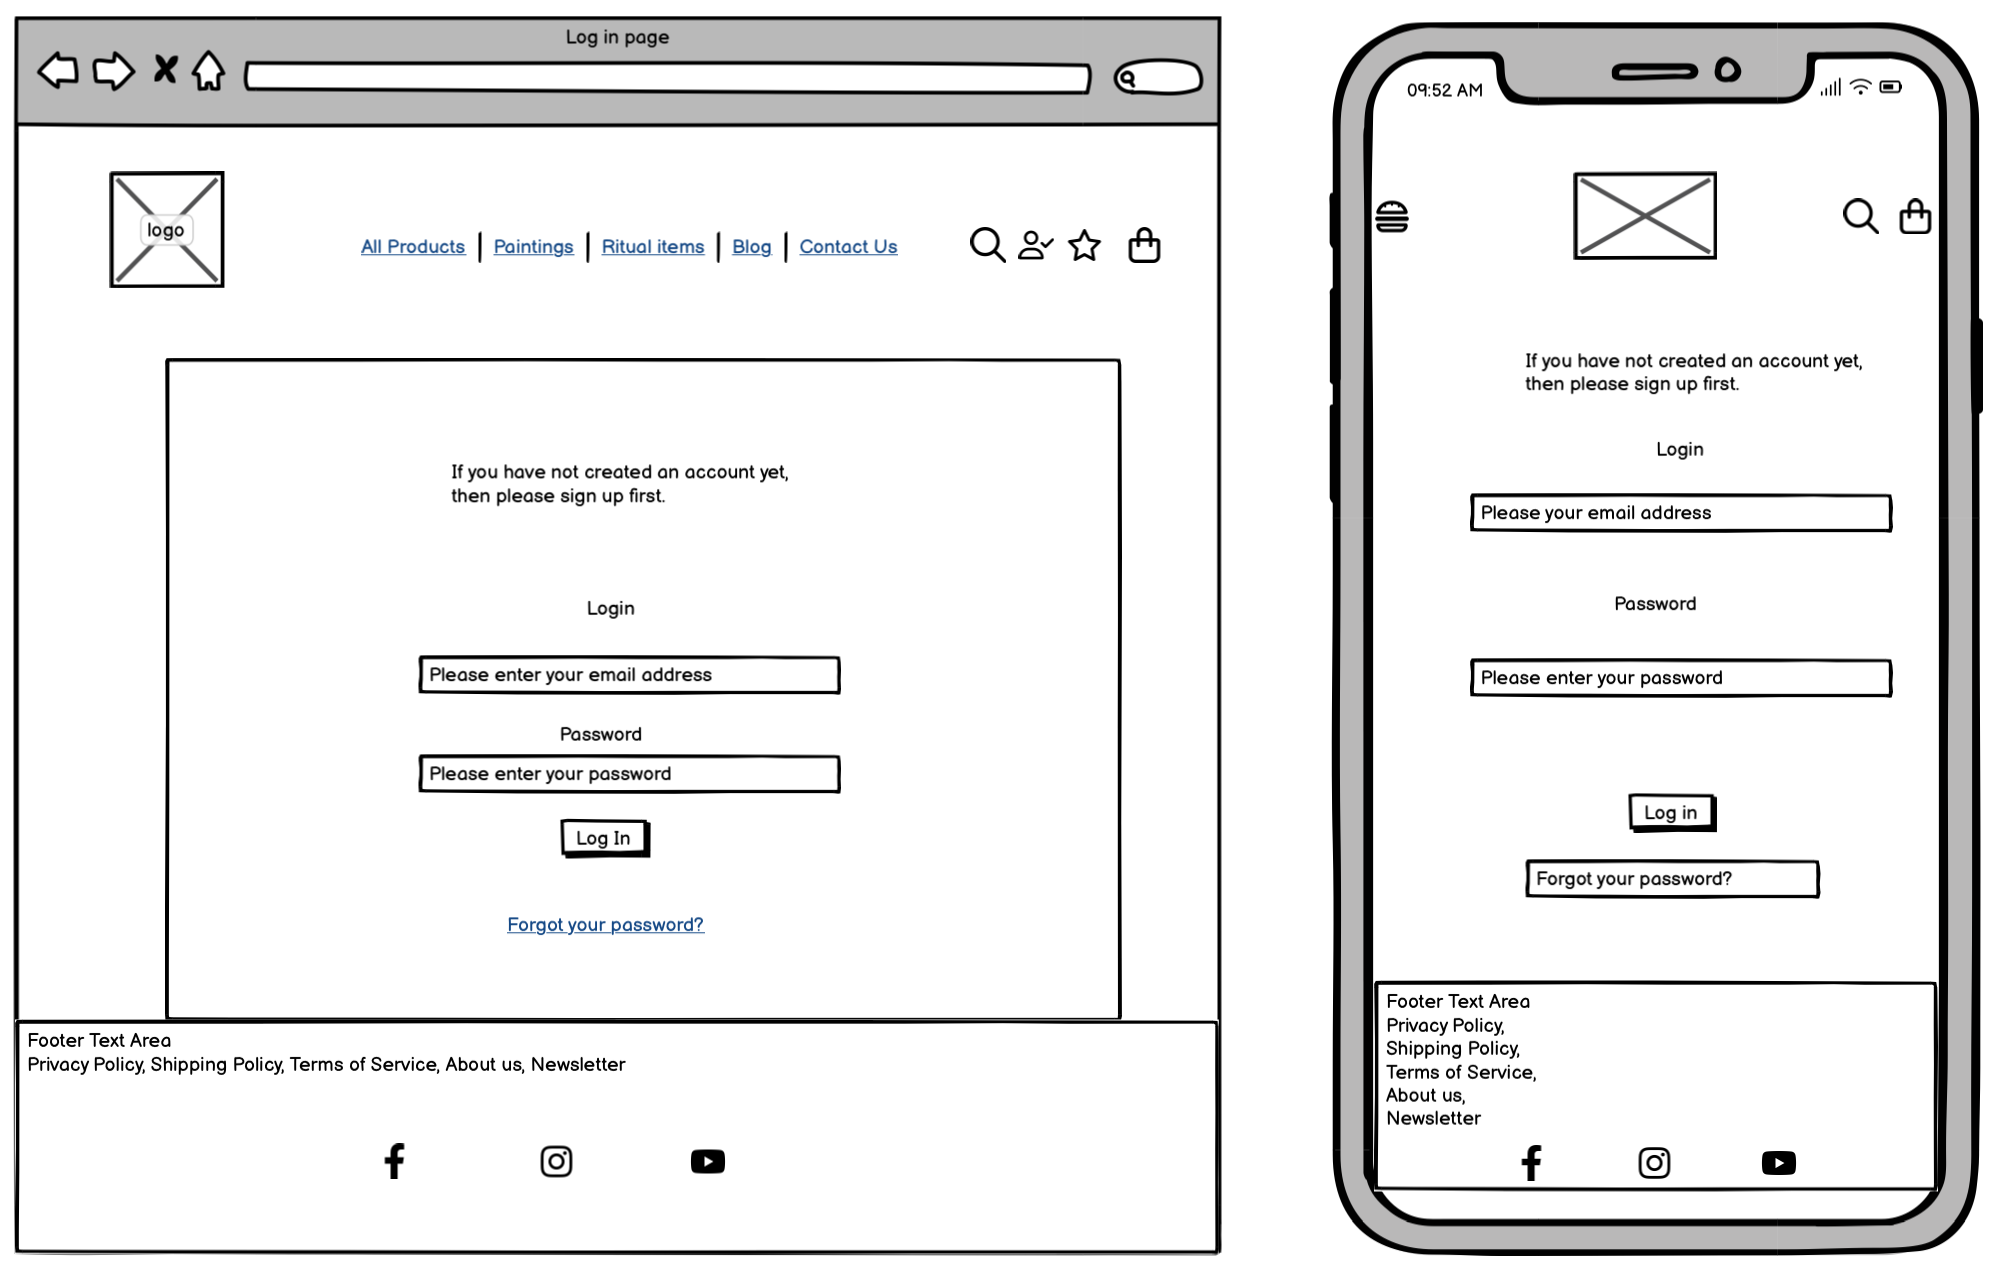 Log in page
logo
All Products | Paintings | Ritual items | Blog | Contact Us
If you have not created an account yet,
then please sign up first.
Login
Please enter your email address
Password
Please enter your password
Log In
Forgot your password?
Footer Text Area
Privacy Policy, Shipping Policy, Terms of Service, About us, Newsletter
09:52 AM
If you have not created an account yet,
then please sign up first.
Login
Please your email address
Password
Please enter your password
Log in
Forgot your password?
Footer Text Area
Privacy Policy,
Shipping Policy,
Terms of Service,
About us,
Newsletter